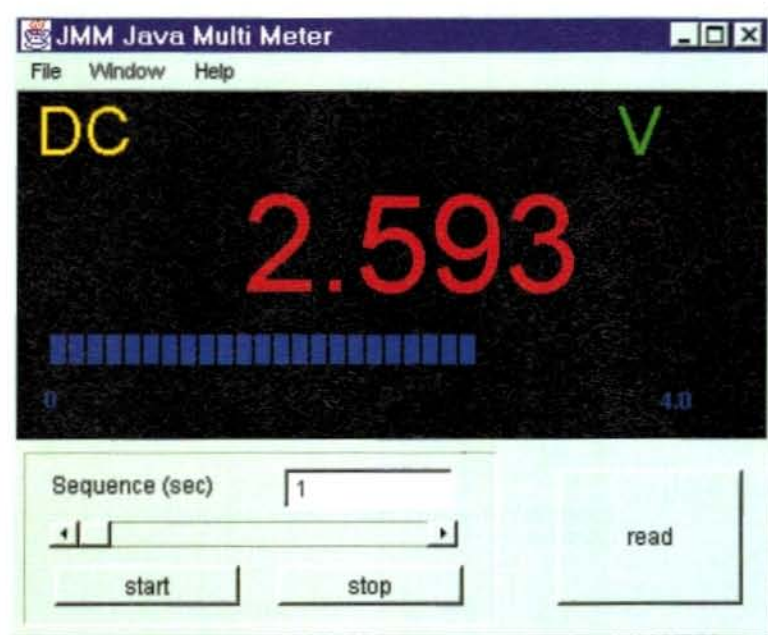 JMM Java Multi Meter
File Window Help
DC V
2.593
0 4.0
Sequence (sec) 1
read
start stop